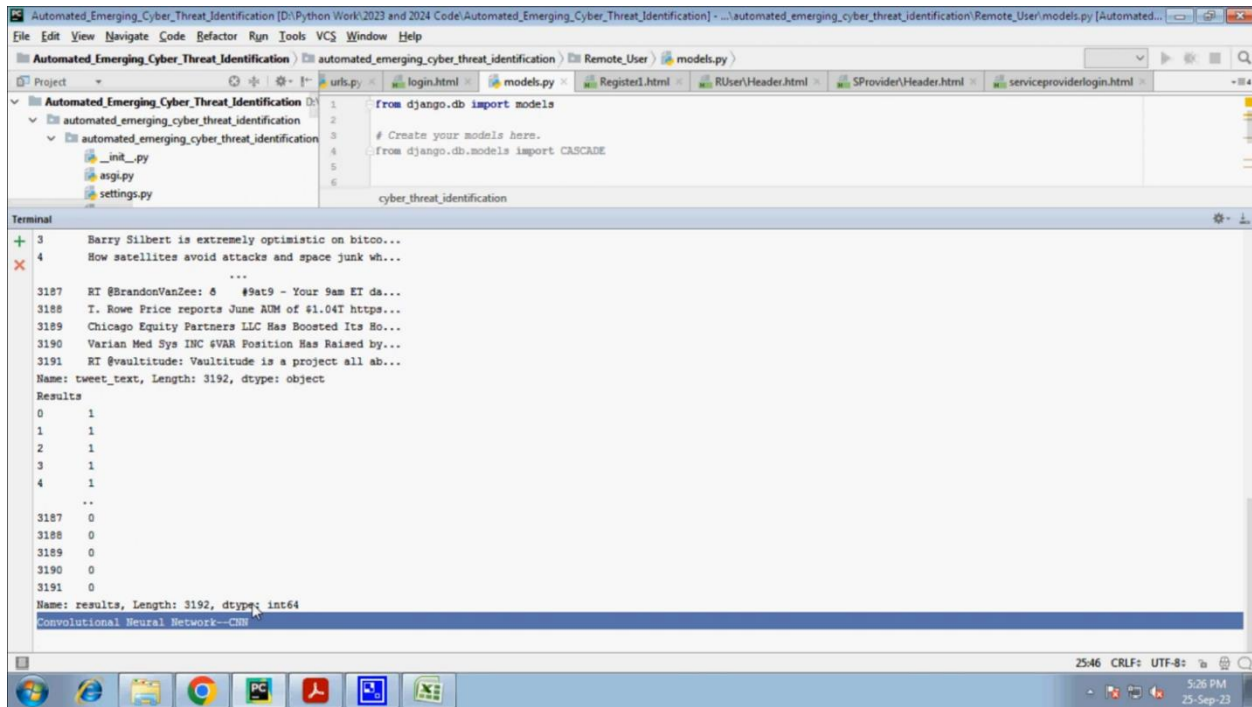 Automated_Emerging_Cyber_Threat_Identification [D:\Python Work\2023 and 2024 Code\Automated_Emerging_Cyber_Threat_Identification] - ...\automated_emerging_cyber_threat_identification\Remote_User\models.py [Automated...
File Edit View Navigate Code Refactor Run Tools VCS Window Help
Automated_Emerging_Cyber_Threat_Identification automated_emerging_cyber_threat_identification Remote_User models.py
Project urls.py login.html models.py Register1.html RUser\Header.html SProvider\Header.html serviceproviderlogin.html
Automated_Emerging_Cyber_Threat_Identification 1 from django.db import models
automated_emerging_cyber_threat_identification 2
automated_emerging_cyber_threat_identification 3 # Create your models here.
__init__.py 4 from django.db.models import CASCADE
asgi.py 5
settings.py 6
cyber_threat_identification
Terminal
3 Barry Silbert is extremely optimistic on bitco...
4 How satellites avoid attacks and space junk wh...
...
3187 RT @BrandonVanZee: ð #9at9 - Your 9am ET da...
3188 T. Rowe Price reports June AUM of $1.04T https...
3189 Chicago Equity Partners LLC Has Boosted Its Ho...
3190 Varian Med Sys INC $VAR Position Has Raised by...
3191 RT @vaultitude: Vaultitude is a project all ab...
Name: tweet_text, Length: 3192, dtype: object
Results
0 1
1 1
2 1
3 1
4 1
..
3187 0
3188 0
3189 0
3190 0
3191 0
Name: results, Length: 3192, dtype: int64
Convolutional Neural Network--CNN
25:46 CRLF UTF-8
PC
5:26 PM
25-Sep-23